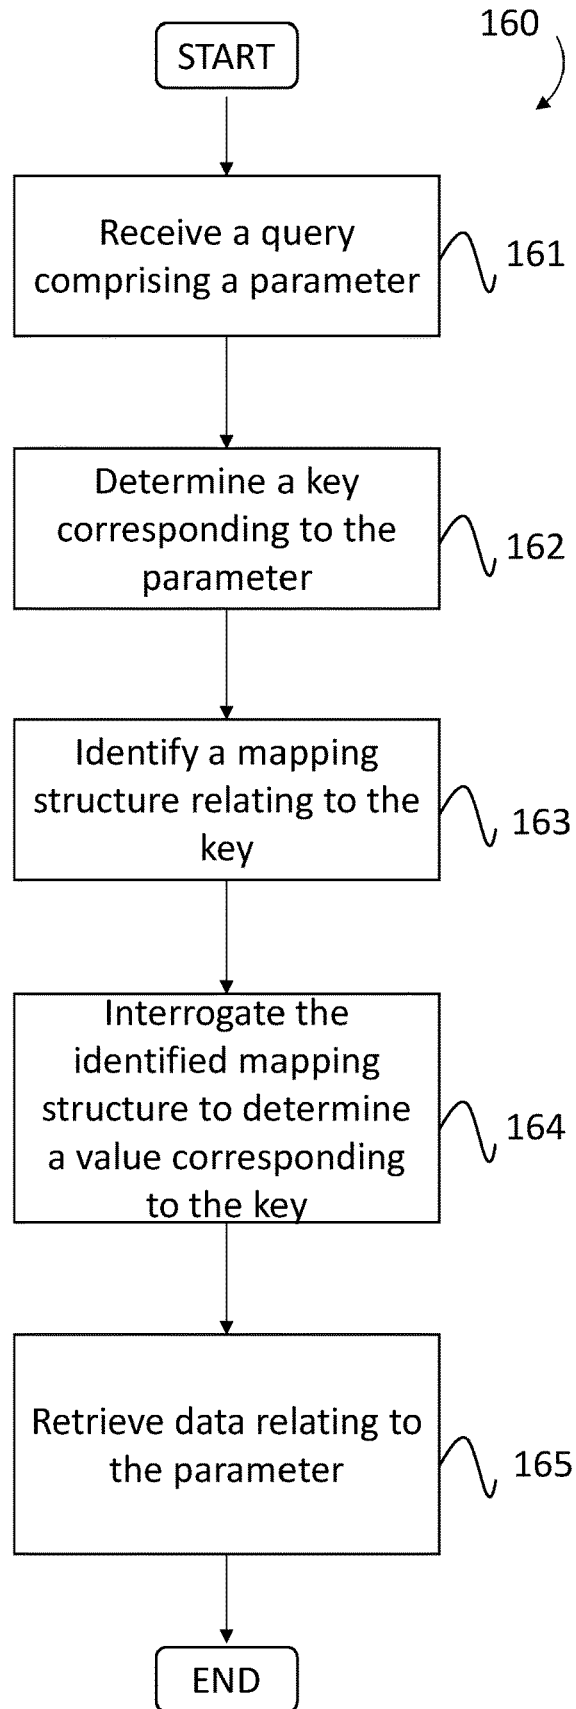 160
START
Receive a query
comprising a parameter
161
Determine a key
corresponding to the
parameter
162
Identify a mapping
structure relating to the
key
163
Interrogate the
identified mapping
structure to determine
a value corresponding
to the key
164
Retrieve data relating to
the parameter
165
END